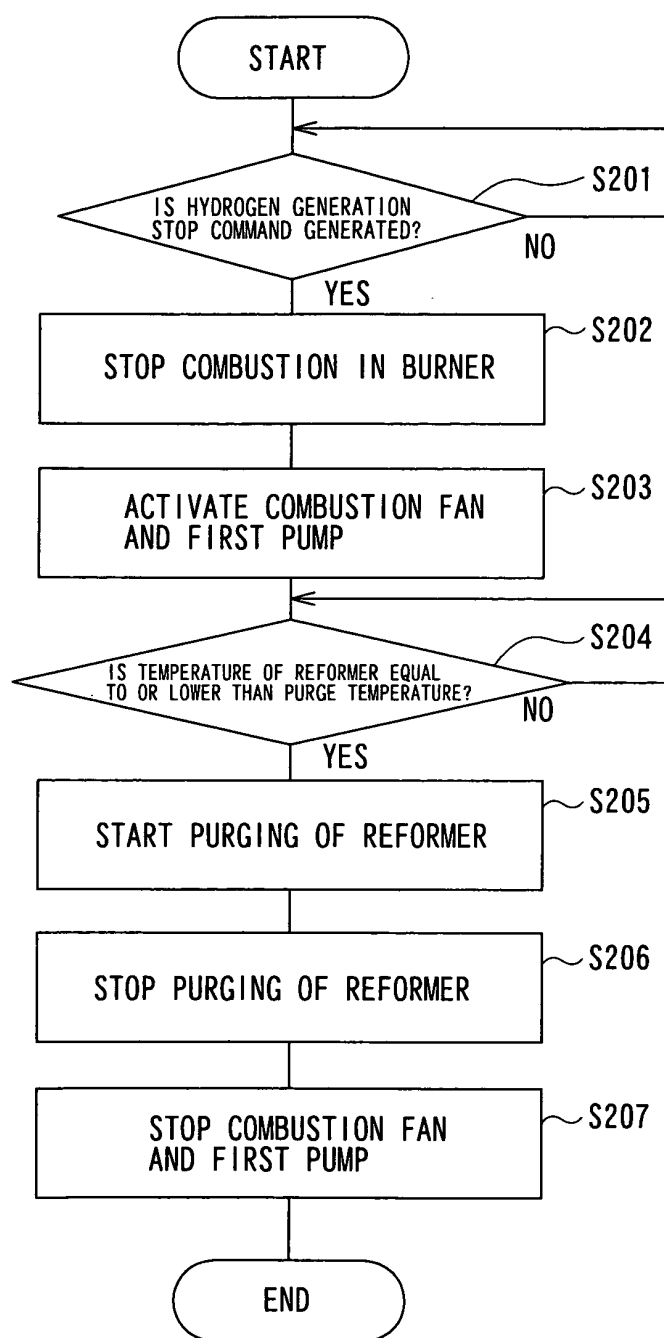 START
IS HYDROGEN GENERATION
STOP COMMAND GENERATED?
S201
NO
YES
STOP COMBUSTION IN BURNER
S202
ACTIVATE COMBUSTION FAN
AND FIRST PUMP
S203
IS TEMPERATURE OF REFORMER EQUAL
TO OR LOWER THAN PURGE TEMPERATURE?
S204
NO
YES
START PURGING OF REFORMER
S205
STOP PURGING OF REFORMER
S206
STOP COMBUSTION FAN
AND FIRST PUMP
S207
END